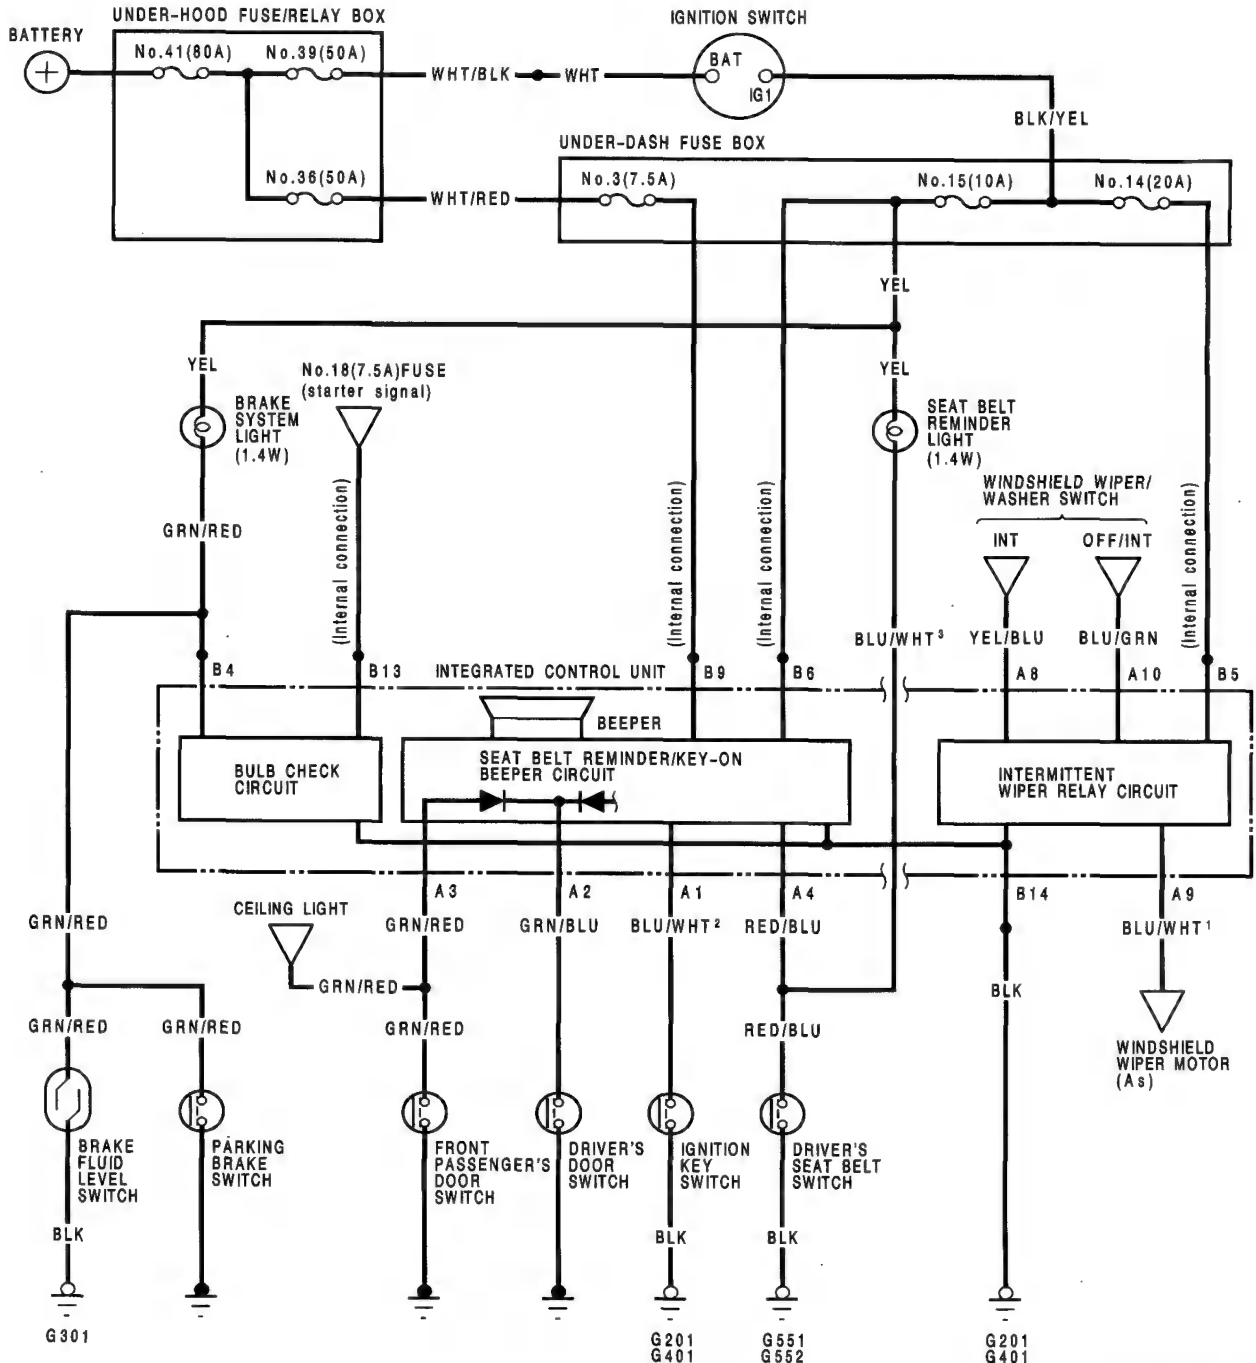 UNDER-HOOD FUSE/RELAY BOX
IGNITION SWITCH
BATTERY
No.41(80A)
No.39(50A)
BAT
WHT/BLK
WHT
IG1
BLK/YEL
UNDER-DASH FUSE BOX
No.36(50A)
No.3(7.5A)
No.15(10A)
No.14(20A)
WHT/RED
YEL
YEL
No.18(7.5A)FUSE
(starter signal)
YEL
BRAKE
SYSTEM
LIGHT
(1.4W)
SEAT BELT
REMINDER
LIGHT
(1.4W)
WINDSHIELD WIPER/
WASHER SWITCH
INT
OFF/INT
GRN/RED
(Internal connection)
(Internal connection)
(Internal connection)
(Internal connection)
BLU/WHT³
YEL/BLU
BLU/GRN
B4
B13
INTEGRATED CONTROL UNIT
B9
B6
A8
A10
B5
BEEPER
BULB CHECK
CIRCUIT
SEAT BELT REMINDER/KEY-ON
BEEPER CIRCUIT
INTERMITTENT
WIPER RELAY CIRCUIT
A3
A2
A1
A4
B14
A9
CEILING LIGHT
GRN/RED
GRN/RED
GRN/BLU
BLU/WHT²
RED/BLU
BLU/WHT¹
GRN/RED
BLK
GRN/RED
GRN/RED
GRN/RED
RED/BLU
WINDSHIELD
WIPER MOTOR
(As)
BRAKE
FLUID
LEVEL
SWITCH
PARKING
BRAKE
SWITCH
FRONT
PASSENGER'S
DOOR
SWITCH
DRIVER'S
DOOR
SWITCH
IGNITION
KEY
SWITCH
DRIVER'S
SEAT BELT
SWITCH
BLK
BLK
BLK
G301
G201
G401
G551
G552
G201
G401